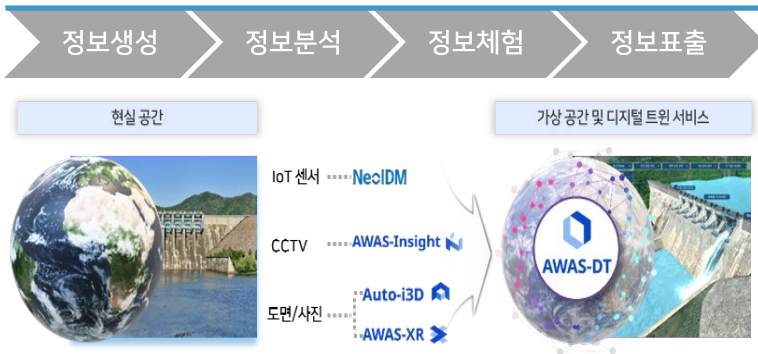 정보생성
정보분석
정보체험
정보표출
현실 공간
가상 공간 및 디지털 트윈 서비스
IoT 센서
NeoIDM
CCTV
AWAS-Insight
도면/사진
Auto-i3D
AWAS-XR
AWAS-DT